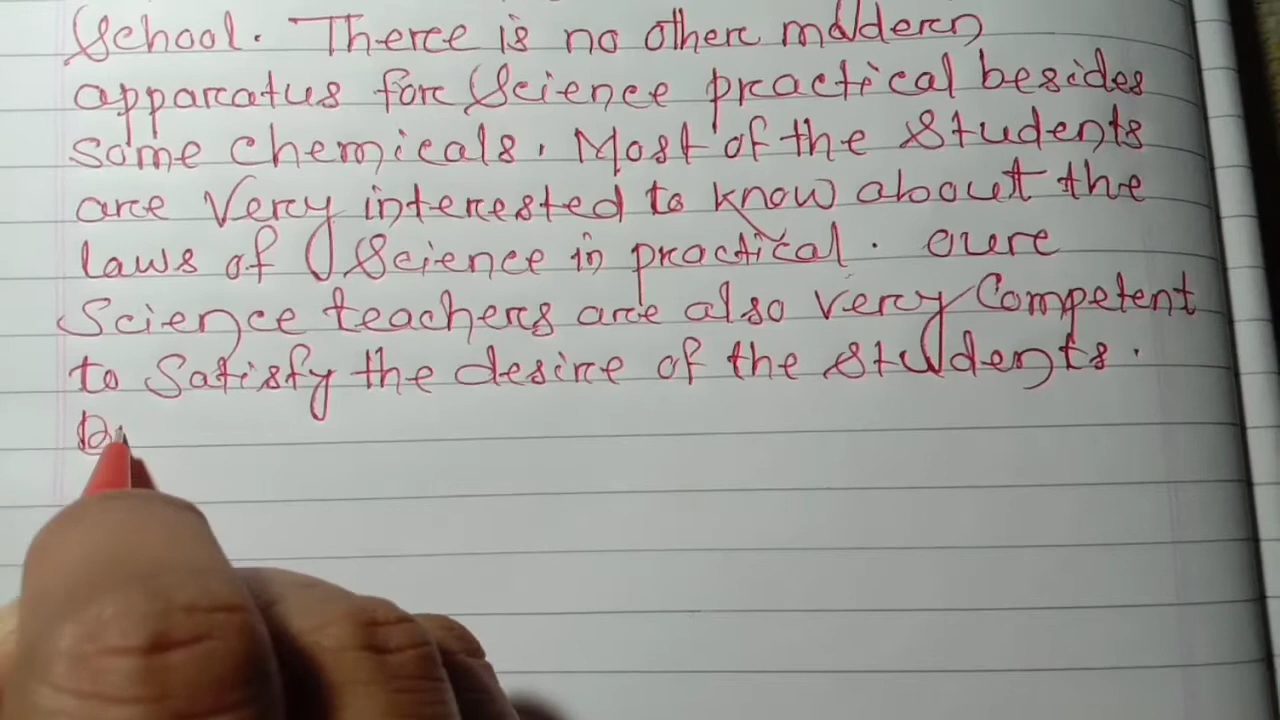 School. There is no other modern
apparatus for Science practical besides
some chemicals. Most of the students
are very interested to know about the
laws of Science in practical. our
Science teachers are also very Competent
to Satisfy the desire of the students.